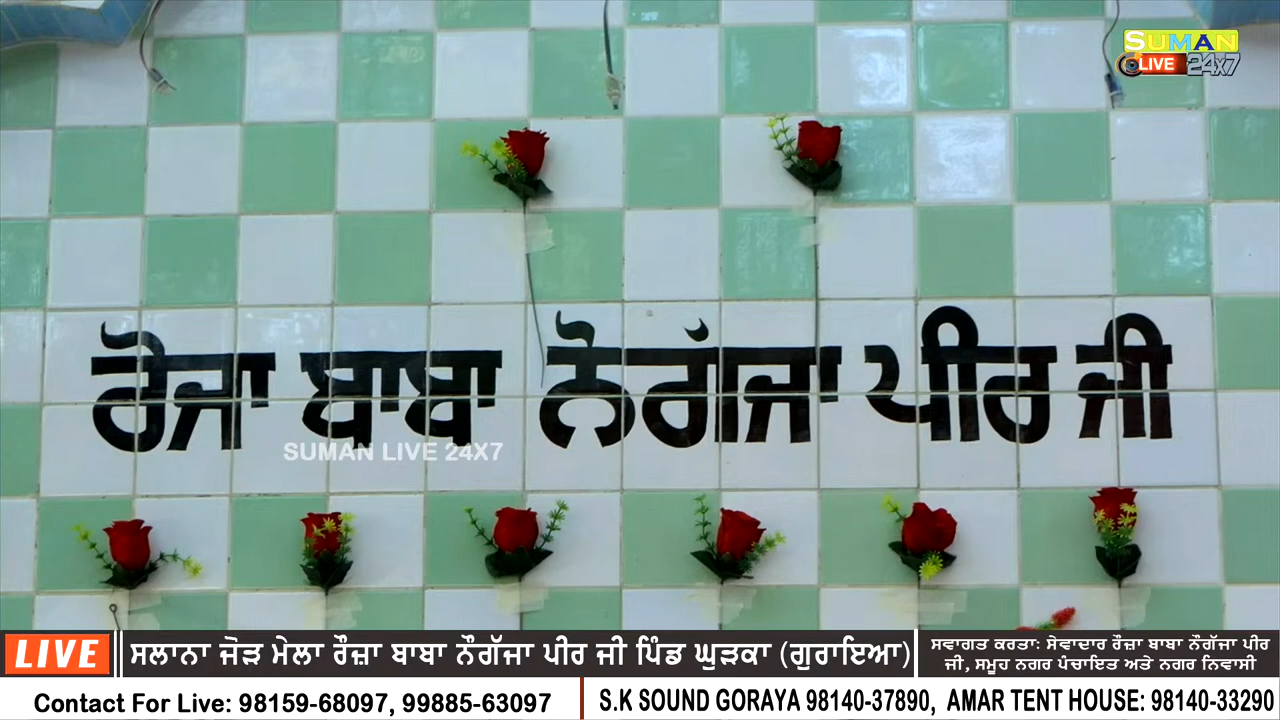 SUMAN
LIVE 24x7
ਰੋਜਾ ਬਾਬਾ ਨੋਗੱਜਾ ਪੀਰ ਜੀ
SUMAN LIVE 24X7
LIVE
ਸਲਾਨਾ ਜੋੜ ਮੇਲਾ ਰੌਜ਼ਾ ਬਾਬਾ ਨੌਗੱਜਾ ਪੀਰ ਜੀ ਪਿੰਡ ਘੁੜਕਾ (ਗੁਰਾਇਆ)
ਸਵਾਗਤ ਕਰਤਾ: ਸੇਵਾਦਾਰ ਰੌਜ਼ਾ ਬਾਬਾ ਨੌਗੱਜਾ ਪੀਰ
ਜੀ, ਸਮੂਹ ਨਗਰ ਪੰਚਾਇਤ ਅਤੇ ਨਗਰ ਨਿਵਾਸੀ
Contact For Live: 98159-68097, 99885-63097
S.K SOUND GORAYA 98140-37890, AMAR TENT HOUSE: 98140-33290